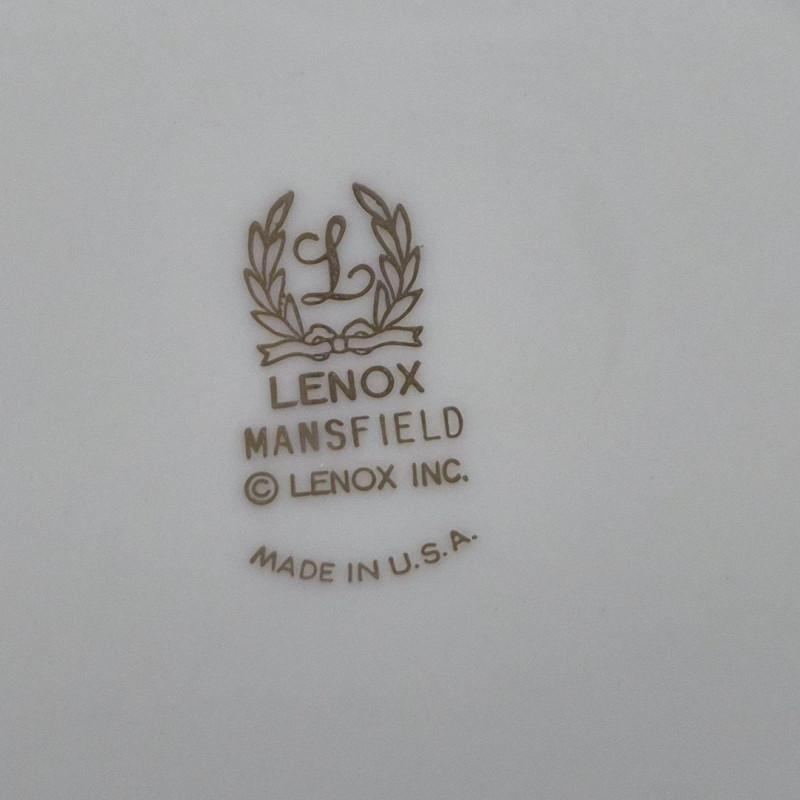 L
LENOX
MANSFIELD
© LENOX INC.
MADE IN U.S.A.